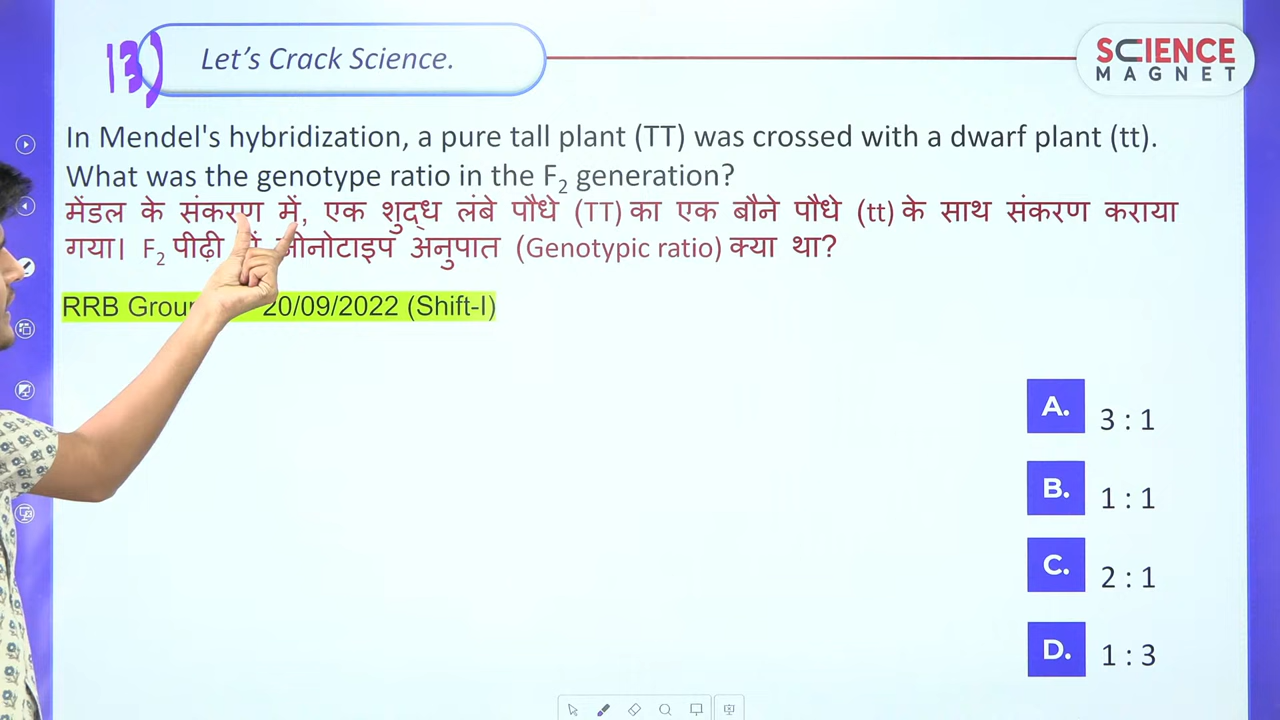 13)
Let's Crack Science.
SCIENCE
MAGNET
In Mendel's hybridization, a pure tall plant (TT) was crossed with a dwarf plant (tt).
What was the genotype ratio in the F₂ generation?
मेंडल के संकरण में, एक शुद्ध लंबे पौधे (TT) का एक बौने पौधे (tt) के साथ संकरण कराया
गया। F₂ पीढ़ी अनुपात (Genotypic ratio) क्या था?
RRB 20/09/2022 (Shift-I)
A. 3 : 1
B. 1 : 1
C. 2 : 1
D. 1 : 3